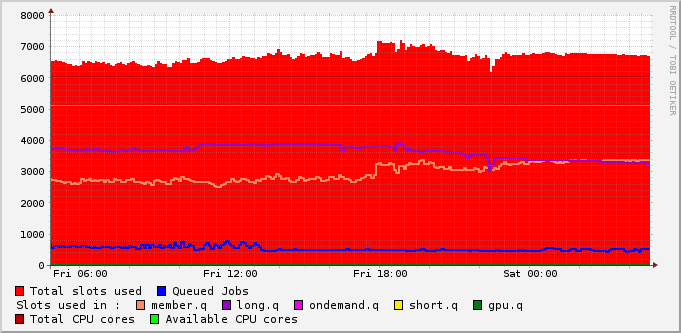 RRDTOOL / TOBI OETIKER
8000
7000
6000
5000
4000
3000
2000
1000
0
Fri 06:00 Fri 12:00 Fri 18:00 Sat 00:00
Total slots used Queued Jobs
Slots used in : member.q long.q ondemand.q short.q gpu.q
Total CPU cores Available CPU cores